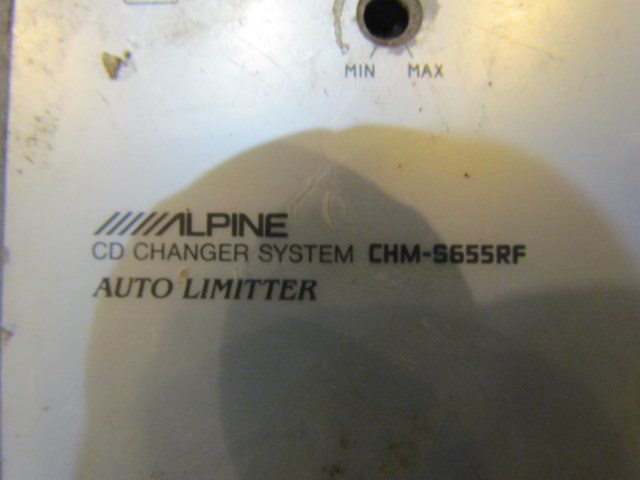 MIN MAX
/////ALPINE
CD CHANGER SYSTEM CHM-S655RF
AUTO LIMITTER